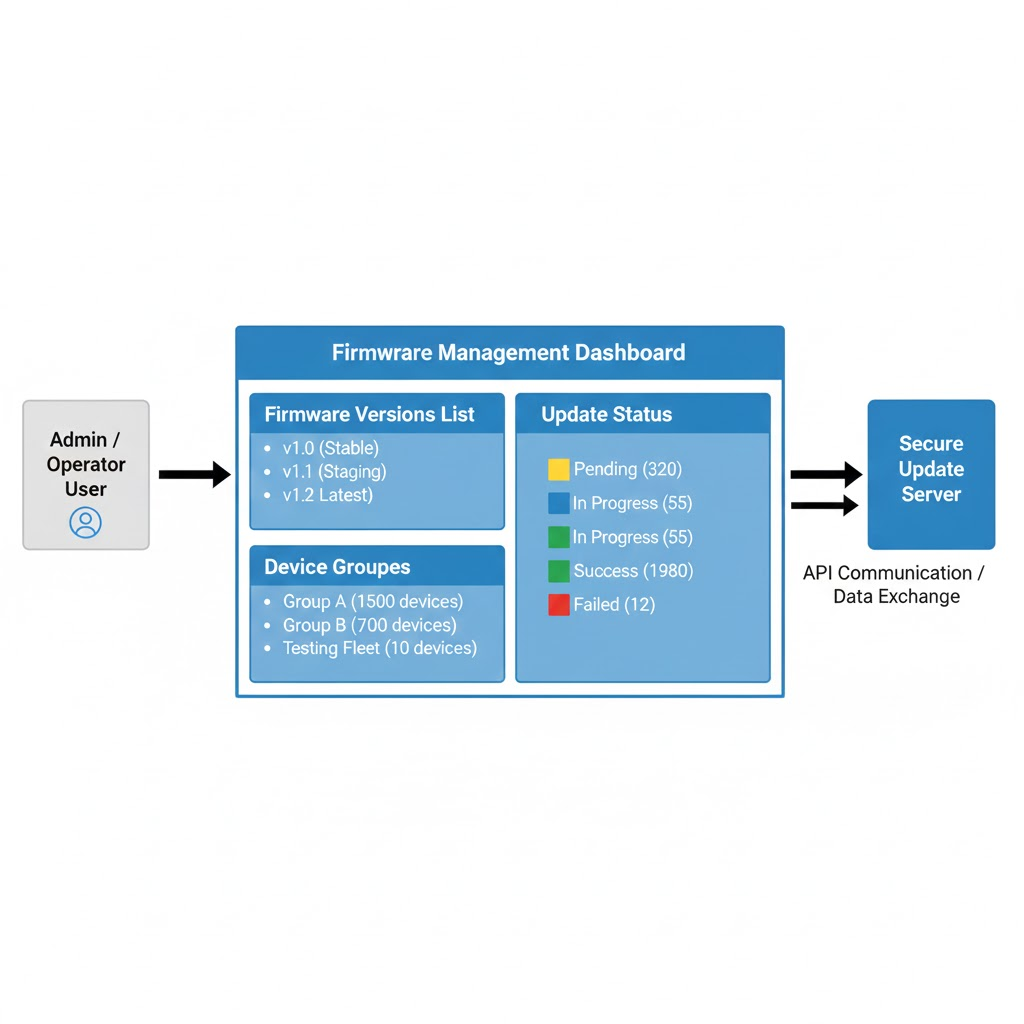 Firmwrare Management Dashboard
Admin /
Operator
User
Firmware Versions List
• v1.0 (Stable)
• v1.1 (Staging)
• v1.2 Latest)
Device Groupes
• Group A (1500 devices)
• Group B (700 devices)
• Testing Fleet (10 devices)
Update Status
Pending (320)
In Progress (55)
In Progress (55)
Success (1980)
Failed (12)
Secure
Update
Server
API Communication /
Data Exchange